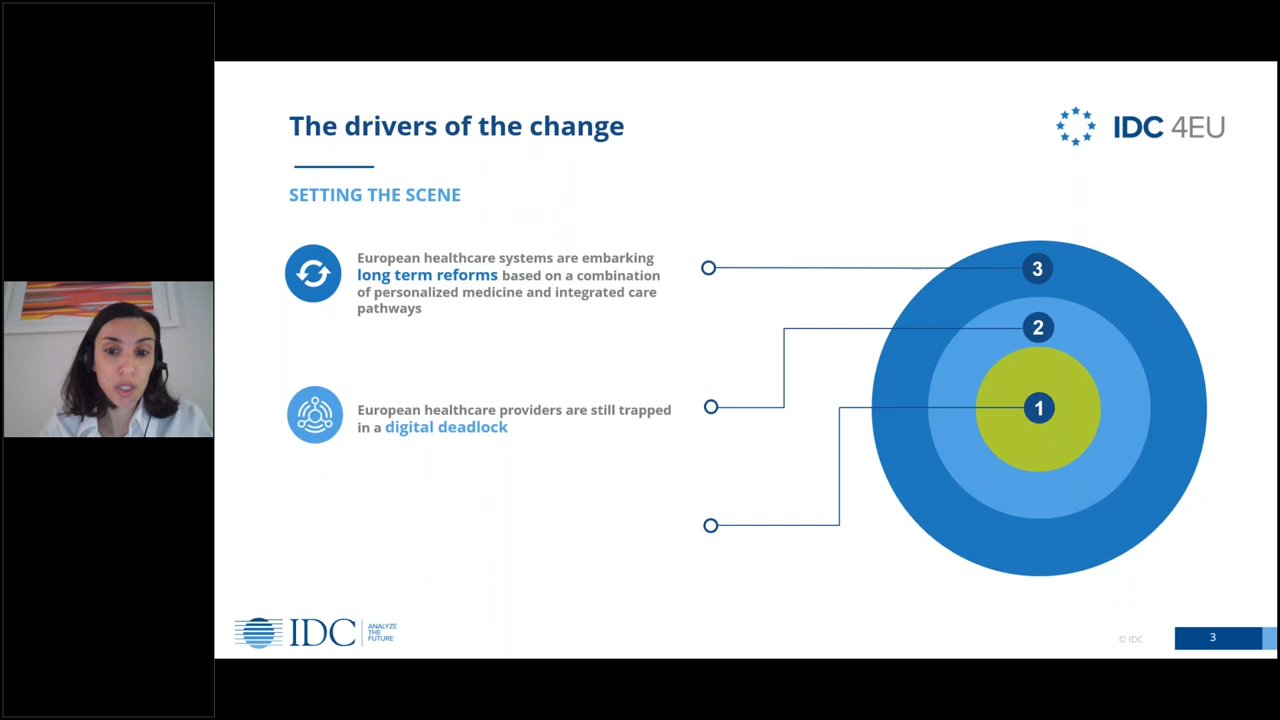 The drivers of the change
IDC 4EU
SETTING THE SCENE
European healthcare systems are embarking
long term reforms based on a combination
of personalized medicine and integrated care
pathways
European healthcare providers are still trapped
in a digital deadlock
3
2
1
IDC
ANALYZE
THE
FUTURE
© IDC
3